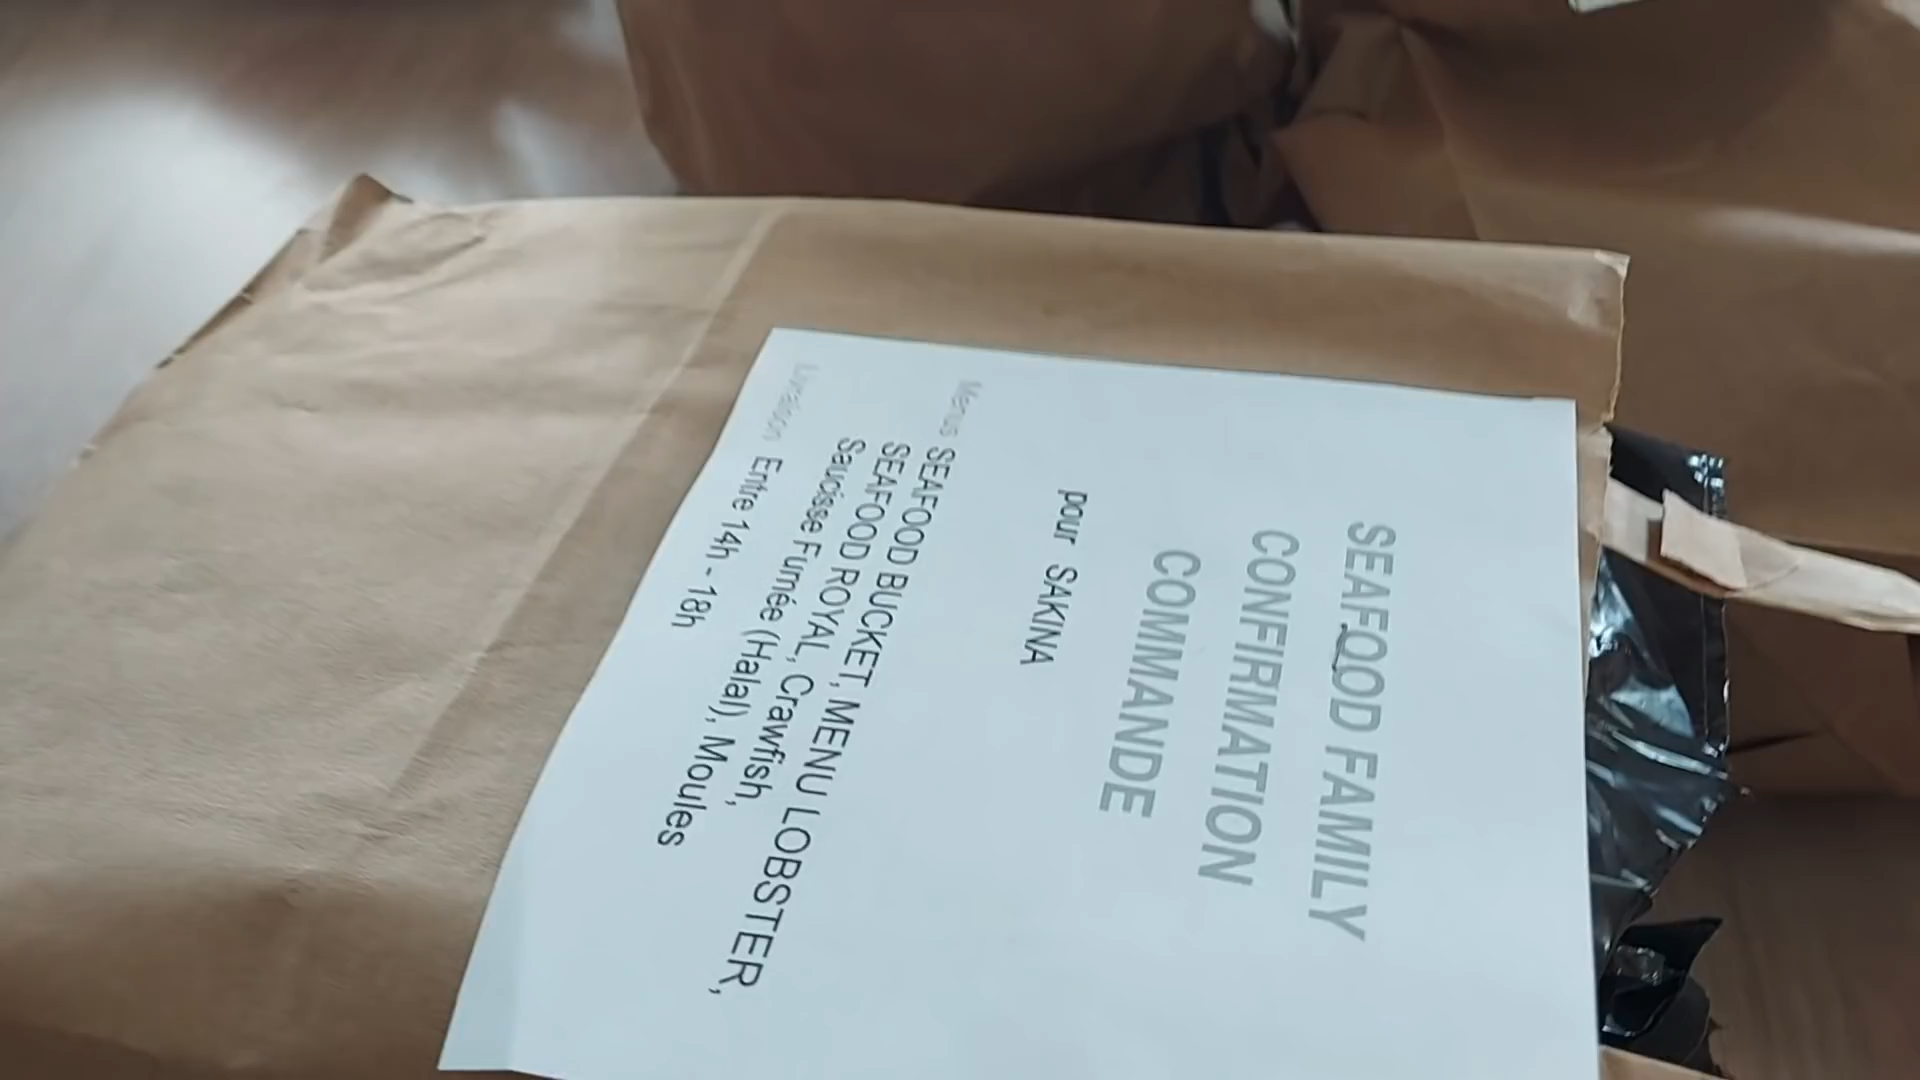 SEAFOOD FAMILY
CONFIRMATION
COMMANDE
pour SAKINA
Menus SEAFOOD BUCKET, MENU LOBSTER,
SEAFOOD ROYAL, Crawfish,
Saucisse Fumée (Halal), Moules
Livraison Entre 14h - 18h